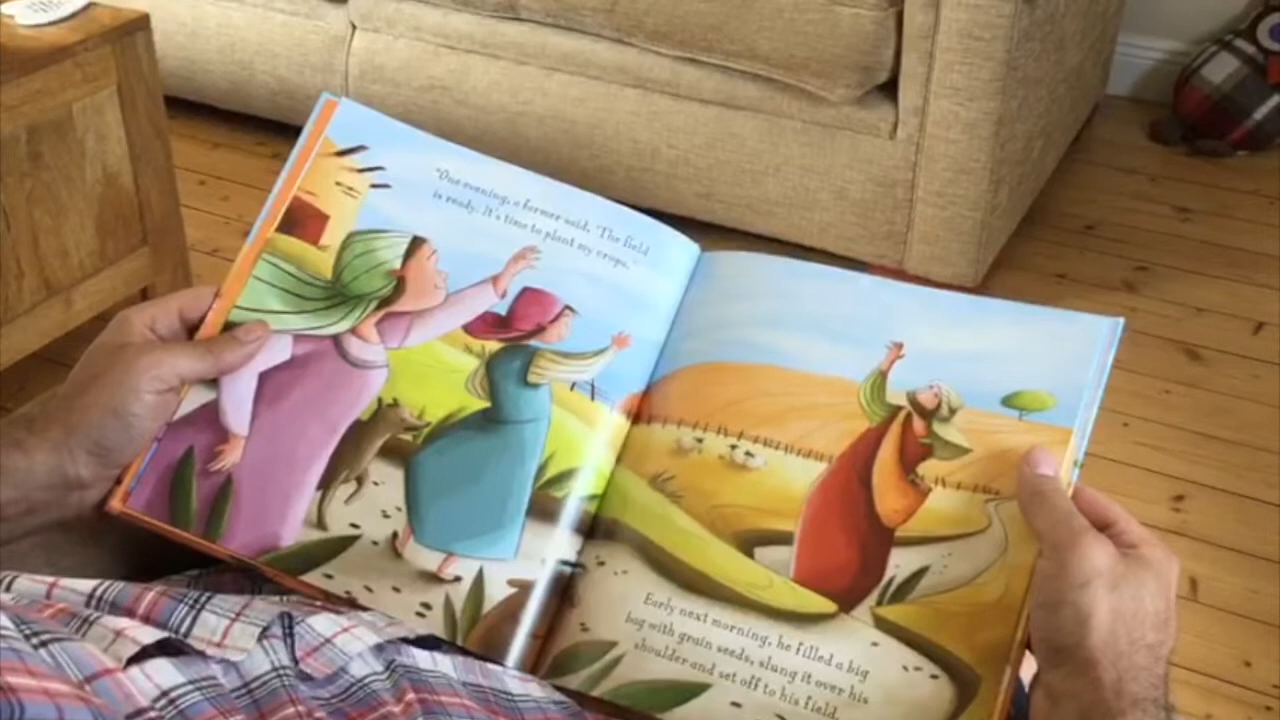 "One evening, a farmer said, 'The field
is ready. It's time to plant my crops.'
Early next morning, he filled a big
bag with grain seeds, slung it over his
shoulder and set off to his field.